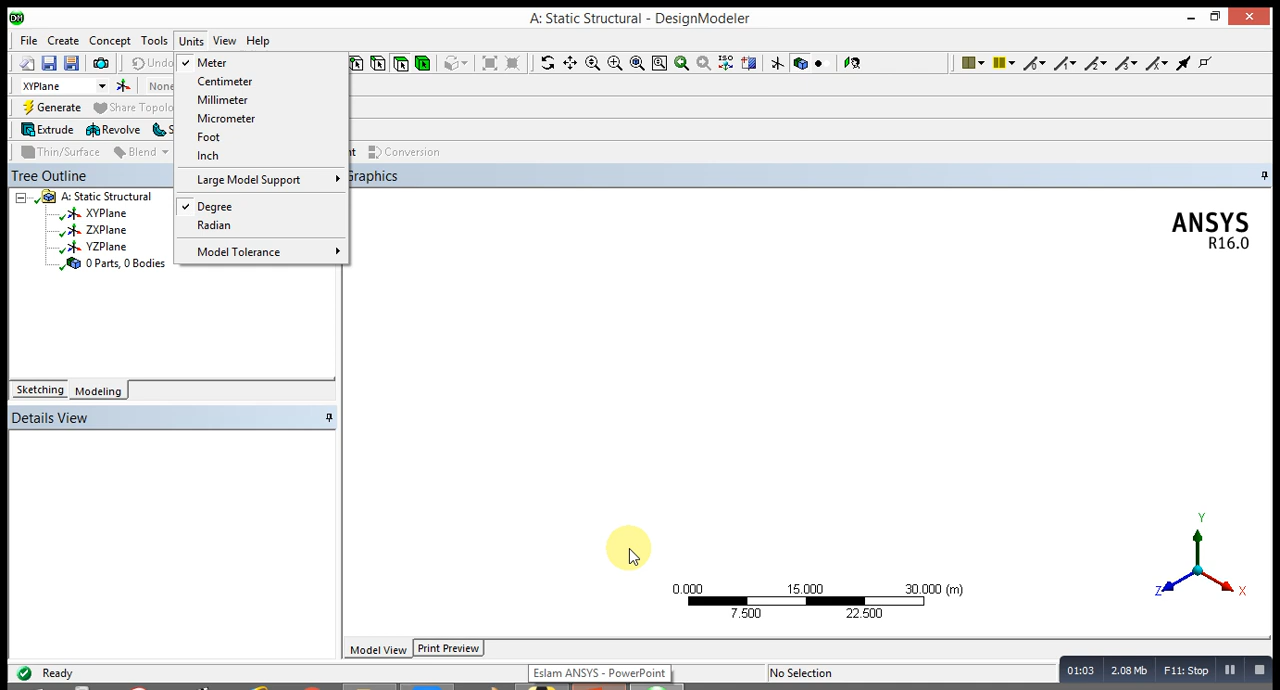 DM
A: Static Structural - DesignModeler
File Create Concept Tools Units View Help
Undo
XYPlane
None
Generate Share Topolo
Extrude Revolve S
Thin/Surface Blend nt Conversion
Meter
Centimeter
Millimeter
Micrometer
Foot
Inch
Large Model Support
Degree
Radian
Model Tolerance
Tree Outline
A: Static Structural
XYPlane
ZXPlane
YZPlane
0 Parts, 0 Bodies
Sketching Modeling
Details View
Graphics
ANSYS
R16.0
Y
Z X
0.000 15.000 30.000 (m)
7.500 22.500
Model View Print Preview
Ready
Eslam ANSYS - PowerPoint
No Selection
01:03 2.08 Mb F11: Stop